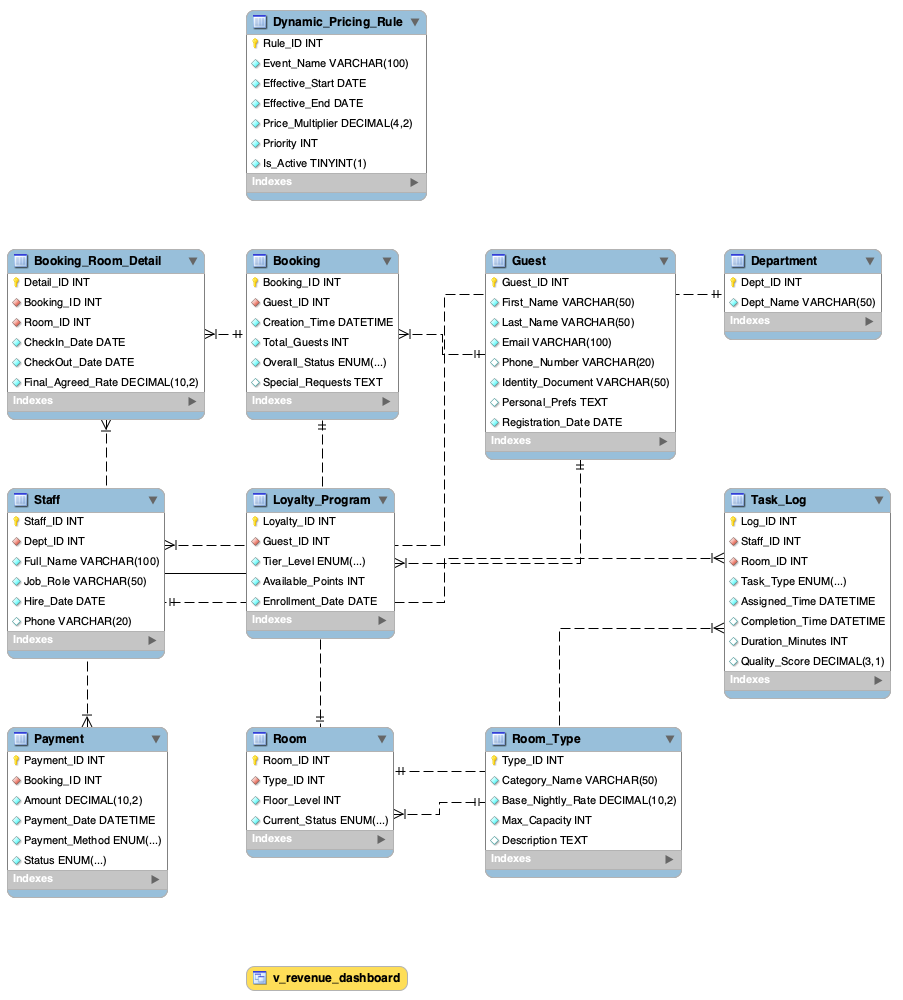 Dynamic_Pricing_Rule
Rule_ID INT
Event_Name VARCHAR(100)
Effective_Start DATE
Effective_End DATE
Price_Multiplier DECIMAL(4,2)
Priority INT
Is_Active TINYINT(1)
Indexes
Booking_Room_Detail
Detail_ID INT
Booking_ID INT
Room_ID INT
CheckIn_Date DATE
CheckOut_Date DATE
Final_Agreed_Rate DECIMAL(10,2)
Indexes
Booking
Booking_ID INT
Guest_ID INT
Creation_Time DATETIME
Total_Guests INT
Overall_Status ENUM(...)
Special_Requests TEXT
Indexes
Guest
Guest_ID INT
First_Name VARCHAR(50)
Last_Name VARCHAR(50)
Email VARCHAR(100)
Phone_Number VARCHAR(20)
Identity_Document VARCHAR(50)
Personal_Prefs TEXT
Registration_Date DATE
Indexes
Department
Dept_ID INT
Dept_Name VARCHAR(50)
Indexes
Staff
Staff_ID INT
Dept_ID INT
Full_Name VARCHAR(100)
Job_Role VARCHAR(50)
Hire_Date DATE
Phone VARCHAR(20)
Indexes
Loyalty_Program
Loyalty_ID INT
Guest_ID INT
Tier_Level ENUM(...)
Available_Points INT
Enrollment_Date DATE
Indexes
Task_Log
Log_ID INT
Staff_ID INT
Room_ID INT
Task_Type ENUM(...)
Assigned_Time DATETIME
Completion_Time DATETIME
Duration_Minutes INT
Quality_Score DECIMAL(3,1)
Indexes
Payment
Payment_ID INT
Booking_ID INT
Amount DECIMAL(10,2)
Payment_Date DATETIME
Payment_Method ENUM(...)
Status ENUM(...)
Indexes
Room
Room_ID INT
Type_ID INT
Floor_Level INT
Current_Status ENUM(...)
Indexes
Room_Type
Type_ID INT
Category_Name VARCHAR(50)
Base_Nightly_Rate DECIMAL(10,2)
Max_Capacity INT
Description TEXT
Indexes
v_revenue_dashboard